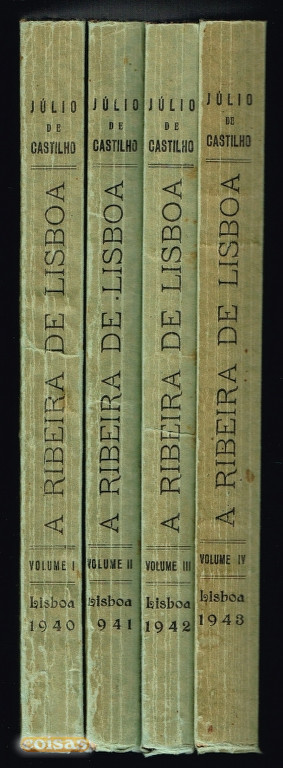 JÚLIO
DE
CASTILHO
A RIBEIRA DE LISBOA
VOLUME I
Lisboa
1940
JÚLIO
DE
CASTILHO
A RIBEIRA DE LISBOA
VOLUME II
Lisboa
941
JÚLIO
DE
CASTILHO
A RIBEIRA DE LISBOA
VOLUME III
Lisboa
1942
JÚLIO
DE
CASTILHO
A RIBEIRA DE LISBOA
VOLUME IV
Lisboa
1943
coisas